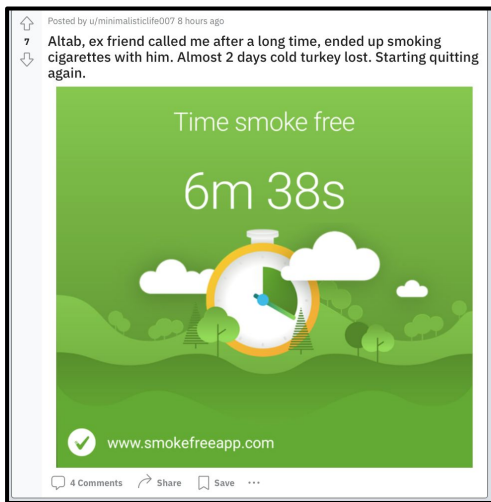 Posted by u/minimalisticlife007 8 hours ago
7
Altab, ex friend called me after a long time, ended up smoking
cigarettes with him. Almost 2 days cold turkey lost. Starting quitting
again.
Time smoke free
6m 38s
www.smokefreeapp.com
4 Comments Share Save